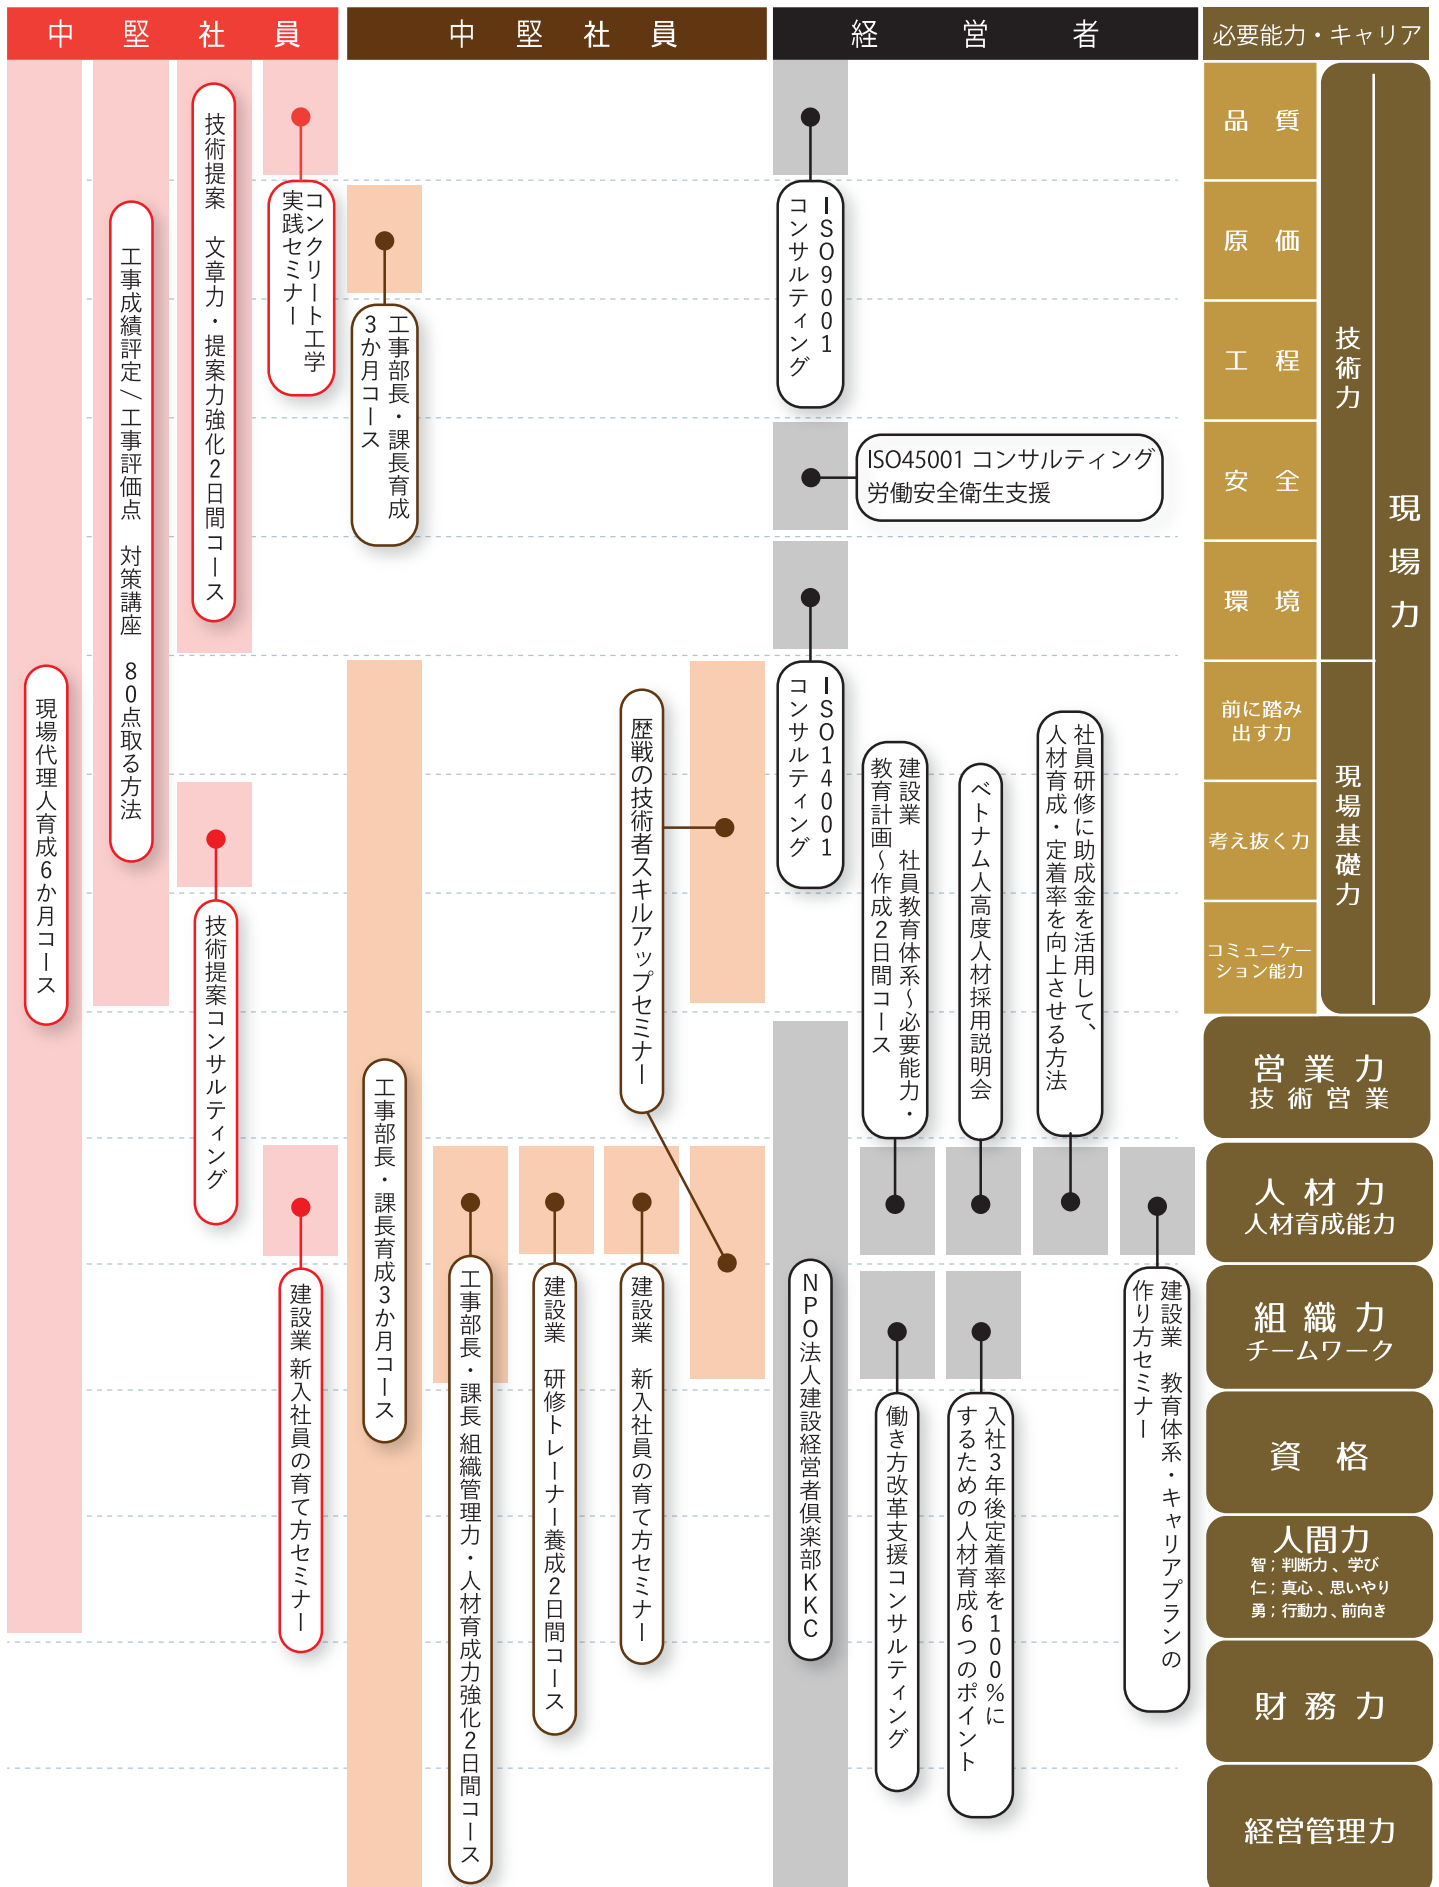 中堅社員
中堅社員
経営者
必要能力・キャリア
現場代理人育成6か月コース
工事成績評定/工事評価点 対策講座 80点取る方法
技術提案 文章力・提案力強化2日間コース
コンクリート工学
実践セミナー
技術提案コンサルティング
建設業 新入社員の育て方セミナー
工事部長・課長育成
3か月コース
工事部長・課長育成3か月コース
工事部長・課長 組織管理力・人材育成力強化2日間コース
建設業 研修トレーナー養成2日間コース
建設業 新入社員の育て方セミナー
歴戦の技術者スキルアップセミナー
ISO9001
コンサルティング
ISO45001 コンサルティング
労働安全衛生支援
ISO14001
コンサルティング
NPO法人建設経営者倶楽部KKC
建設業 社員教育体系～必要能力・
教育計画～作成2日間コース
ベトナム人高度人材採用説明会
社員研修に助成金を活用して、
人材育成・定着率を向上させる方法
働き方改革支援コンサルティング
入社3年後定着率を100%に
するための人材育成6つのポイント
建設業 教育体系・キャリアプランの
作り方セミナー
品質
原価
工程
安全
環境
前に踏み
出す力
考え抜く力
コミュニケー
ション能力
技術力
現場基礎力
現場力
営業力
技術営業
人材力
人材育成能力
組織力
チームワーク
資格
人間力
智；判断力、学び
仁；真心、思いやり
勇；行動力、前向き
財務力
経営管理力